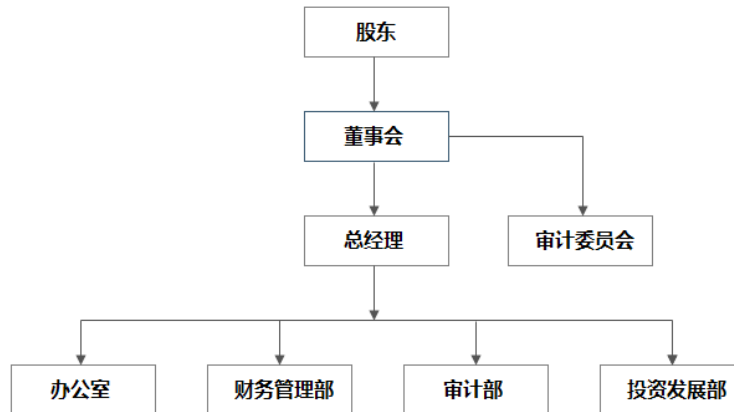 股东
董事会
总经理
审计委员会
办公室
财务管理部
审计部
投资发展部